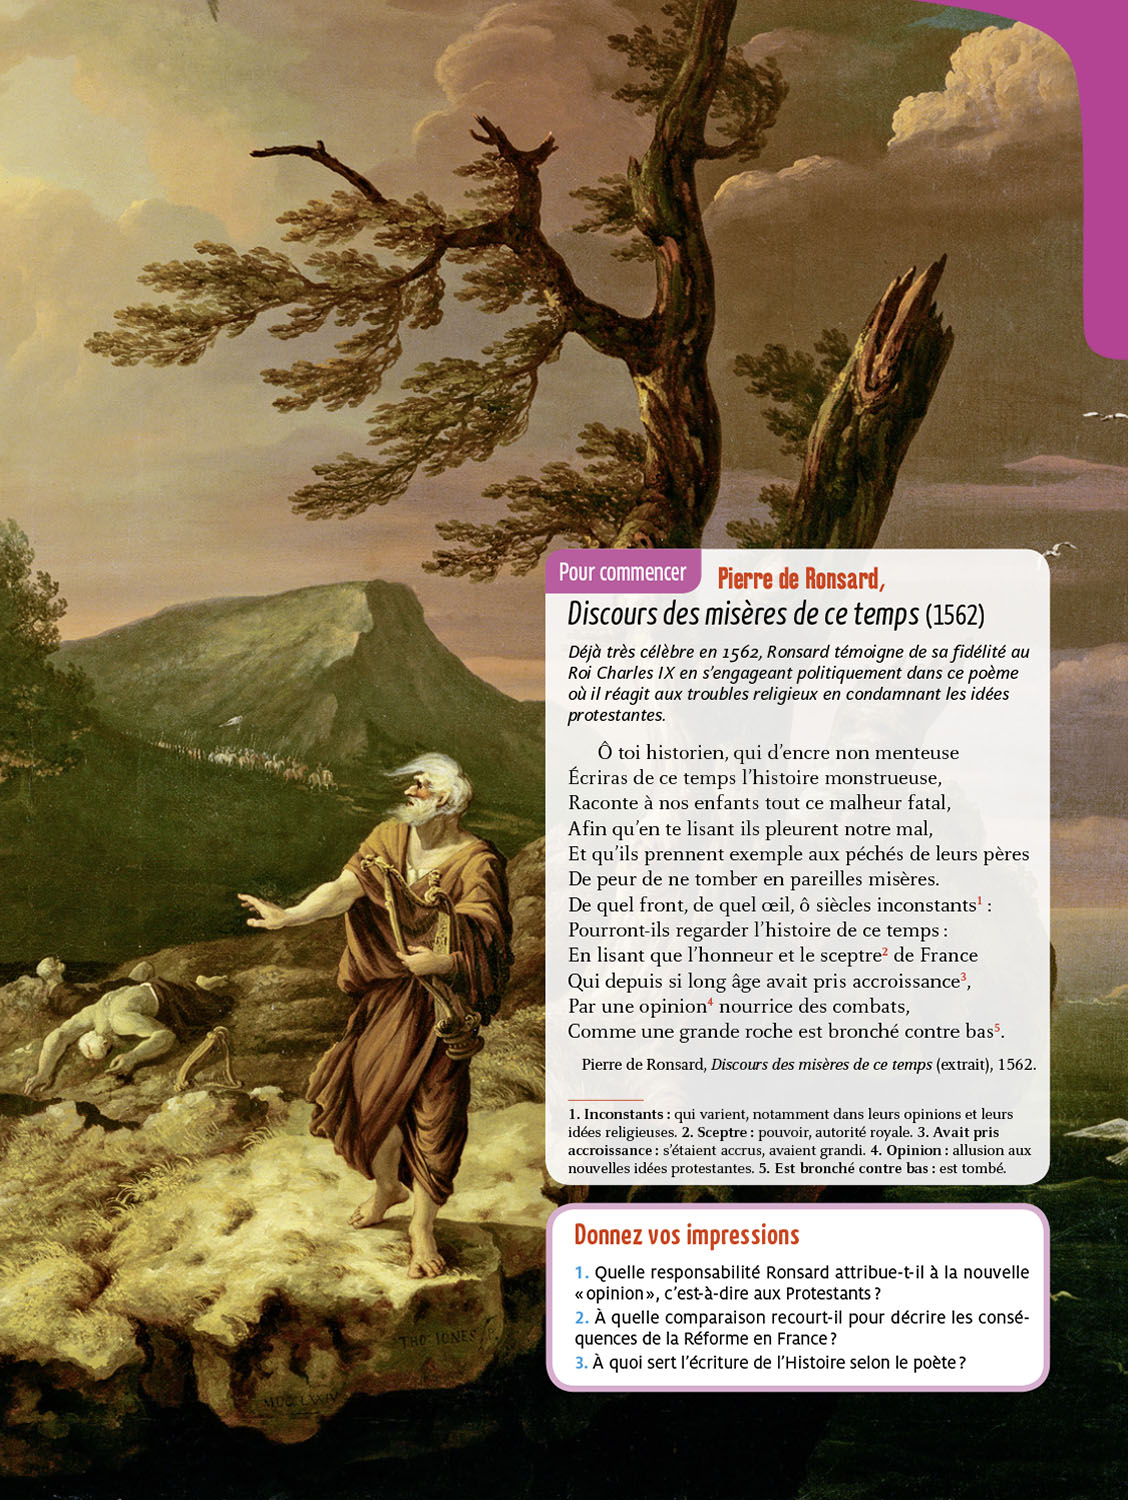 Pour commencer
Pierre de Ronsard,
Discours des misères de ce temps (1562)
Déjà très célèbre en 1562, Ronsard témoigne de sa fidélité au
Roi Charles IX en s'engageant politiquement dans ce poème
où il réagit aux troubles religieux en condamnant les idées
protestantes.
Ô toi historien, qui d'encre non menteuse
Écriras de ce temps l'histoire monstrueuse,
Raconte à nos enfants tout ce malheur fatal,
Afin qu'en te lisant ils pleurent notre mal,
Et qu'ils prennent exemple aux péchés de leurs pères
De peur de ne tomber en pareilles misères.
De quel front, de quel œil, ô siècles inconstants1 :
Pourront-ils regarder l'histoire de ce temps :
En lisant que l'honneur et le sceptre2 de France
Qui depuis si long âge avait pris accroissance3,
Par une opinion4 nourrice des combats,
Comme une grande roche est bronché contre bas5.
Pierre de Ronsard, Discours des misères de ce temps (extrait), 1562.
1. Inconstants : qui varient, notamment dans leurs opinions et leurs
idées religieuses. 2. Sceptre : pouvoir, autorité royale. 3. Avait pris
accroissance : s'étaient accrus, avaient grandi. 4. Opinion : allusion aux
nouvelles idées protestantes. 5. Est bronché contre bas : est tombé.
Donnez vos impressions
1. Quelle responsabilité Ronsard attribue-t-il à la nouvelle
« opinion », c'est-à-dire aux Protestants ?
2. À quelle comparaison recourt-il pour décrire les consé-
quences de la Réforme en France ?
3. À quoi sert l'écriture de l'Histoire selon le poète ?
THO JONES